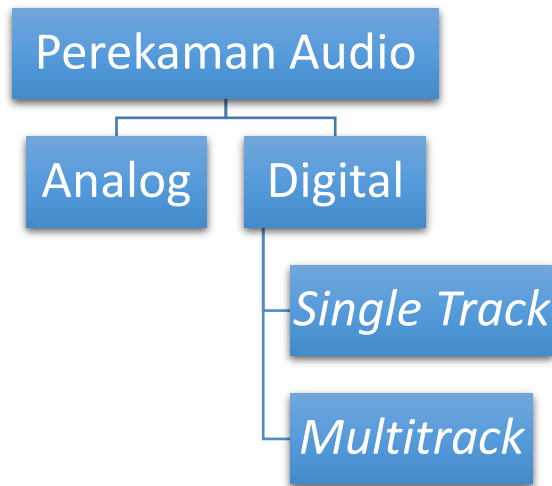 Perekaman Audio
Analog
Digital
Single Track
Multitrack